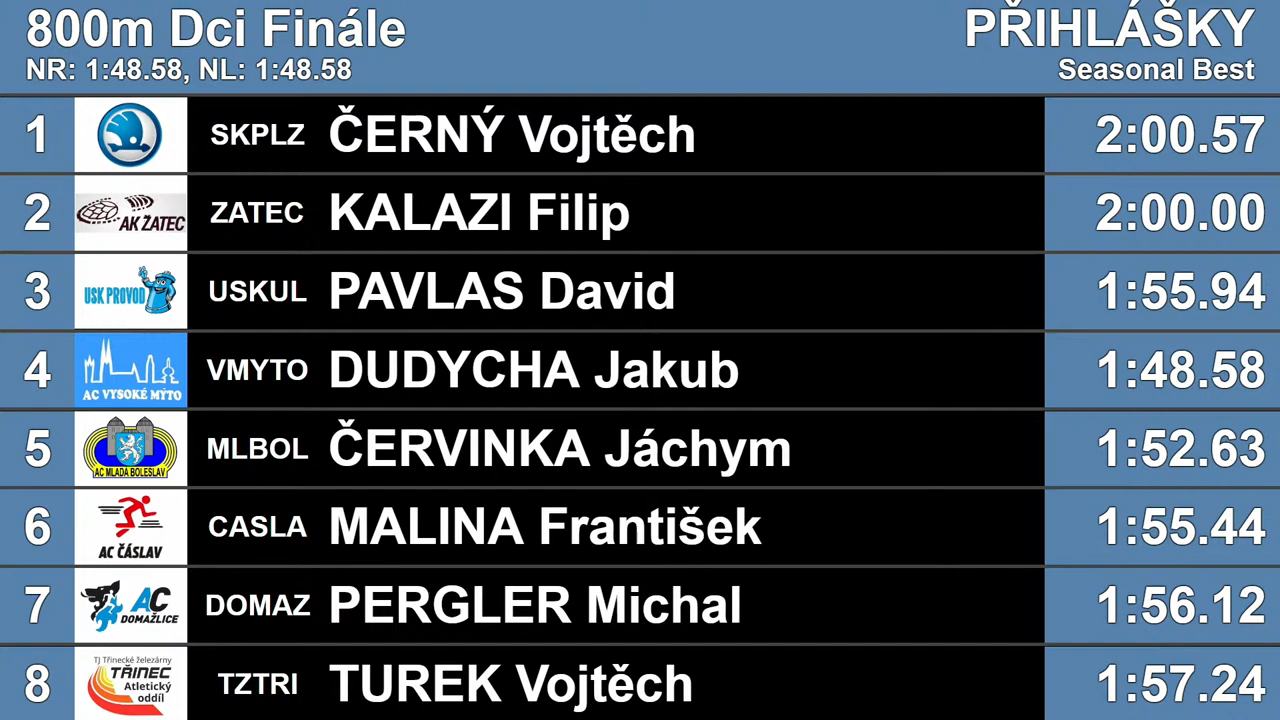 800m Dci Finále
PŘIHLÁŠKY
NR: 1:48.58, NL: 1:48.58
Seasonal Best
1 SKPLZ ČERNÝ Vojtěch 2:00.57
2 AK ŽATEC ZATEC KALAZI Filip 2:00.00
3 USK PROVOD USKUL PAVLAS David 1:55.94
4 AC VYSOKÉ MÝTO VMYTO DUDYCHA Jakub 1:48.58
5 AC MLADÁ BOLESLAV MLBOL ČERVINKA Jáchym 1:52.63
6 AC ČÁSLAV CASLA MALINA František 1:55.44
7 AC DOMAŽLICE DOMAZ PERGLER Michal 1:56.12
TJ Třinecké železárny
TŘINEC
Atletický
oddíl
8 TZTRI TUREK Vojtěch 1:57.24